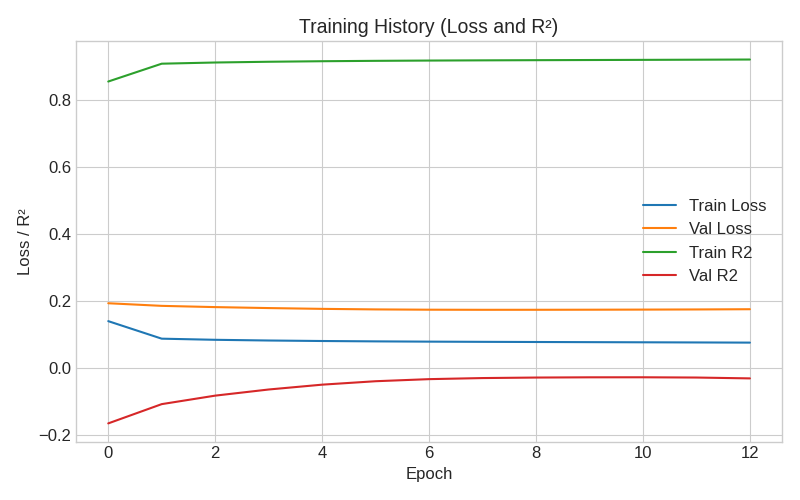 Training History (Loss and R²)
Loss / R²
0.8
0.6
0.4
0.2
0.0
−0.2
Train Loss
Val Loss
Train R2
Val R2
0 2 4 6 8 10 12
Epoch